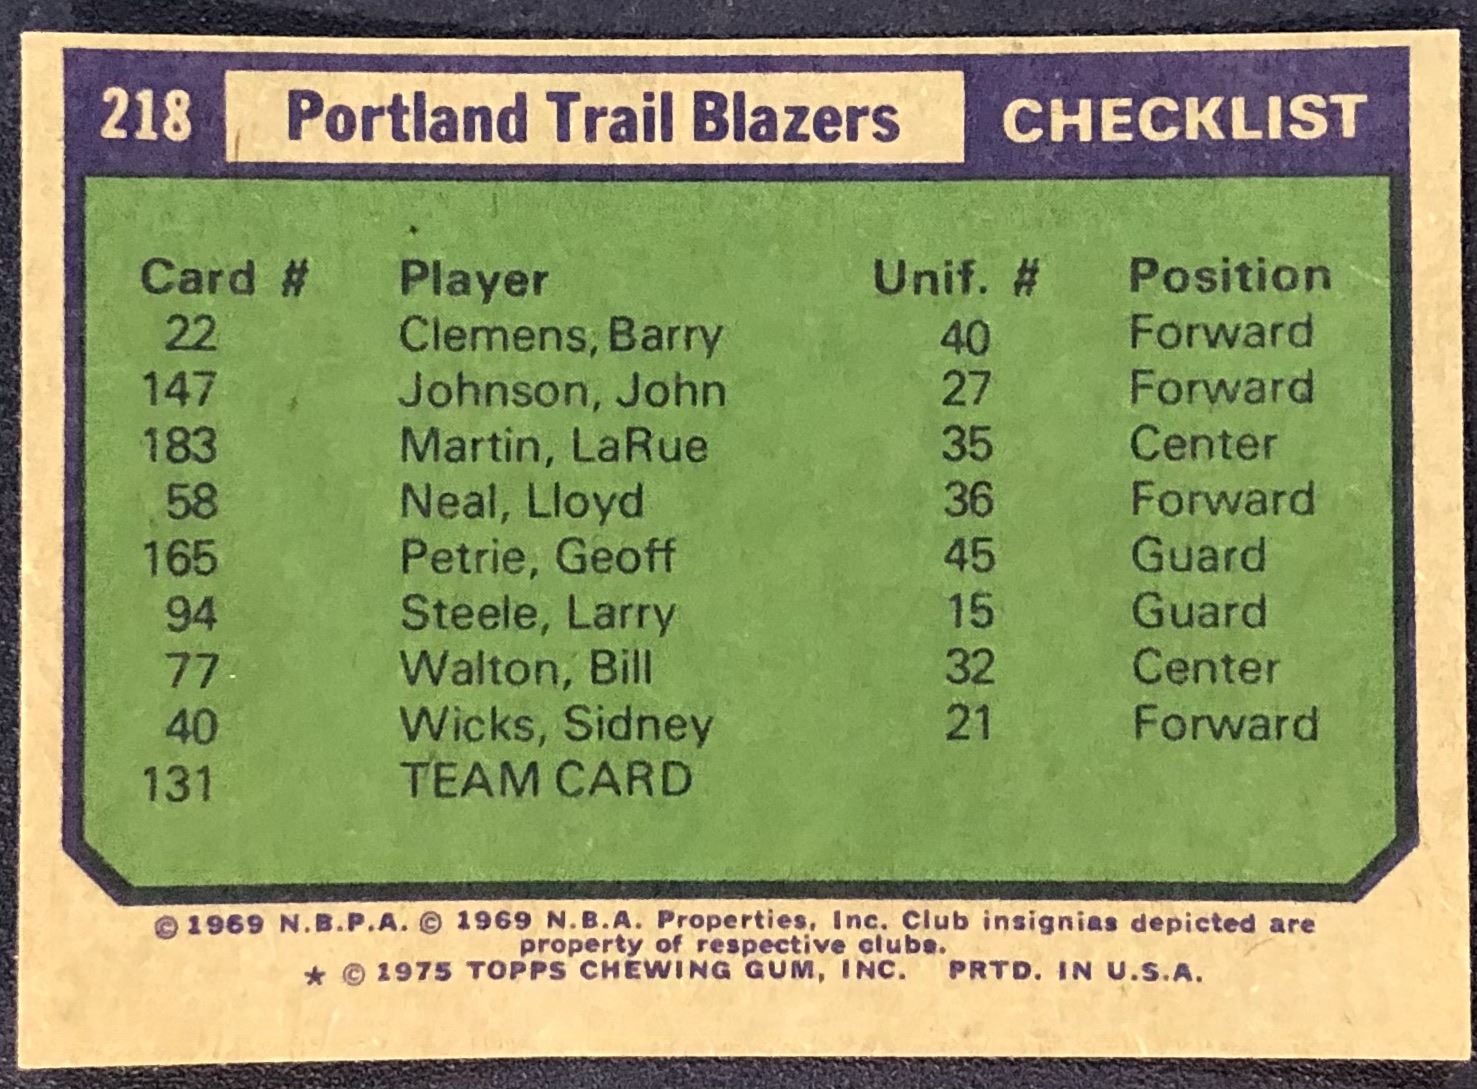 218 Portland Trail Blazers CHECKLIST
Card # Player Unif. # Position
22 Clemens, Barry 40 Forward
147 Johnson, John 27 Forward
183 Martin, LaRue 35 Center
58 Neal, Lloyd 36 Forward
165 Petrie, Geoff 45 Guard
94 Steele, Larry 15 Guard
77 Walton, Bill 32 Center
40 Wicks, Sidney 21 Forward
131 TEAM CARD
© 1969 N.B.P.A. © 1969 N.B.A. Properties, Inc. Club insignias depicted are
property of respective clubs.
★ © 1975 TOPPS CHEWING GUM, INC. PRTD. IN U.S.A.